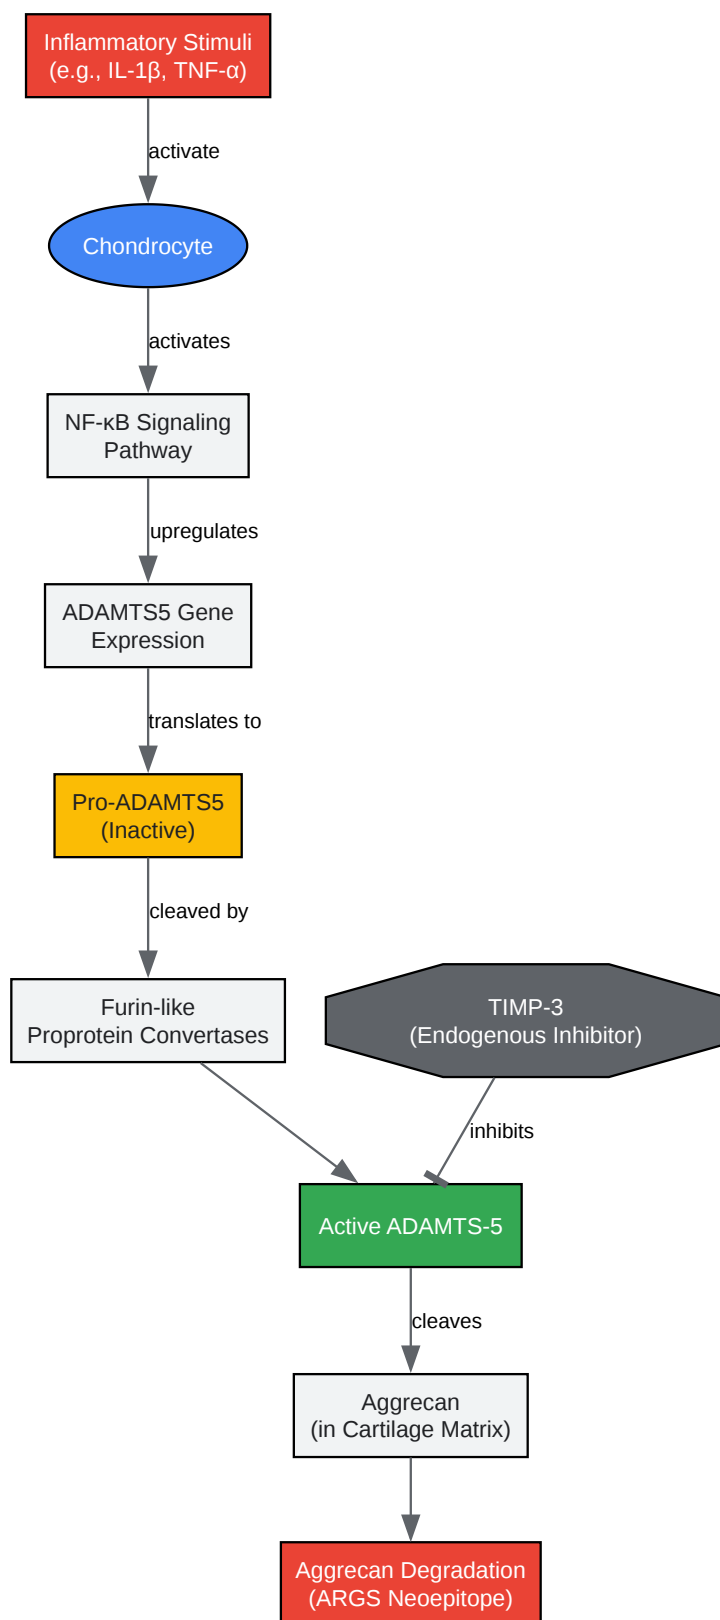 Inflammatory Stimuli
(e.g., IL-1β, TNF-α)
activate
Chondrocyte
activates
NF-κB Signaling
Pathway
upregulates
ADAMTS5 Gene
Expression
translates to
Pro-ADAMTS5
(Inactive)
cleaved by
Furin-like
Proprotein Convertases
TIMP-3
(Endogenous Inhibitor)
inhibits
Active ADAMTS-5
cleaves
Aggrecan
(in Cartilage Matrix)
Aggrecan Degradation
(ARGS Neoepitope)